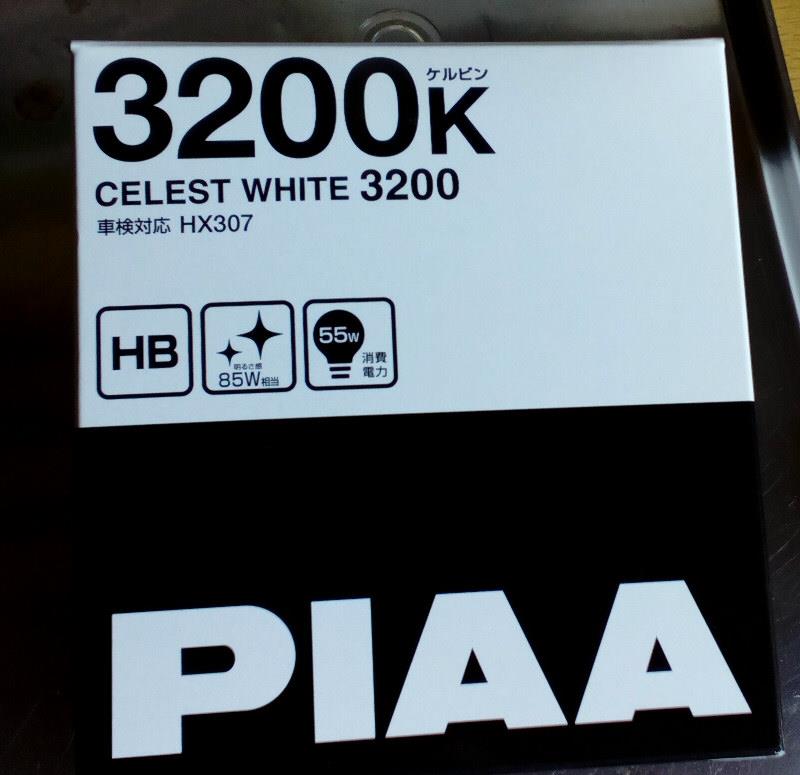 ケルビン
3200K
CELEST WHITE 3200
車検対応 HX307
HB
明るさ感
85W相当
55W
消費
電力
PIAA